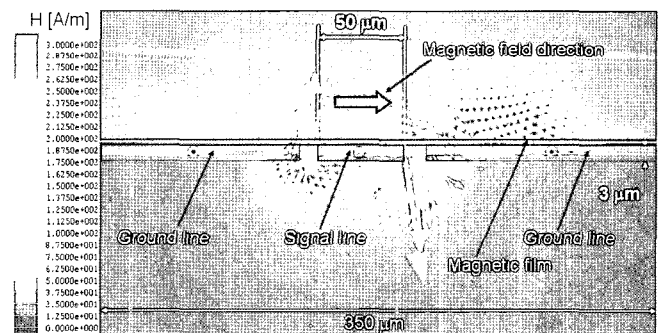 H [A/m]
50 μm
Magnetic field direction
3.0000e+002
2.8750e+002
2.7500e+002
2.6250e+002
2.5000e+002
2.3750e+002
2.2500e+002
2.1250e+002
2.0000e+002
1.8750e+002
1.7500e+002
1.6250e+002
1.5000e+002
1.3750e+002
1.2500e+002
1.1250e+002
1.0000e+002
8.7500e+001
7.5000e+001
6.2500e+001
5.0000e+001
3.7500e+001
2.5000e+001
1.2500e+001
0.0000e+000
3 μm
Ground line
Signal line
Ground line
Magnetic film
350 μm